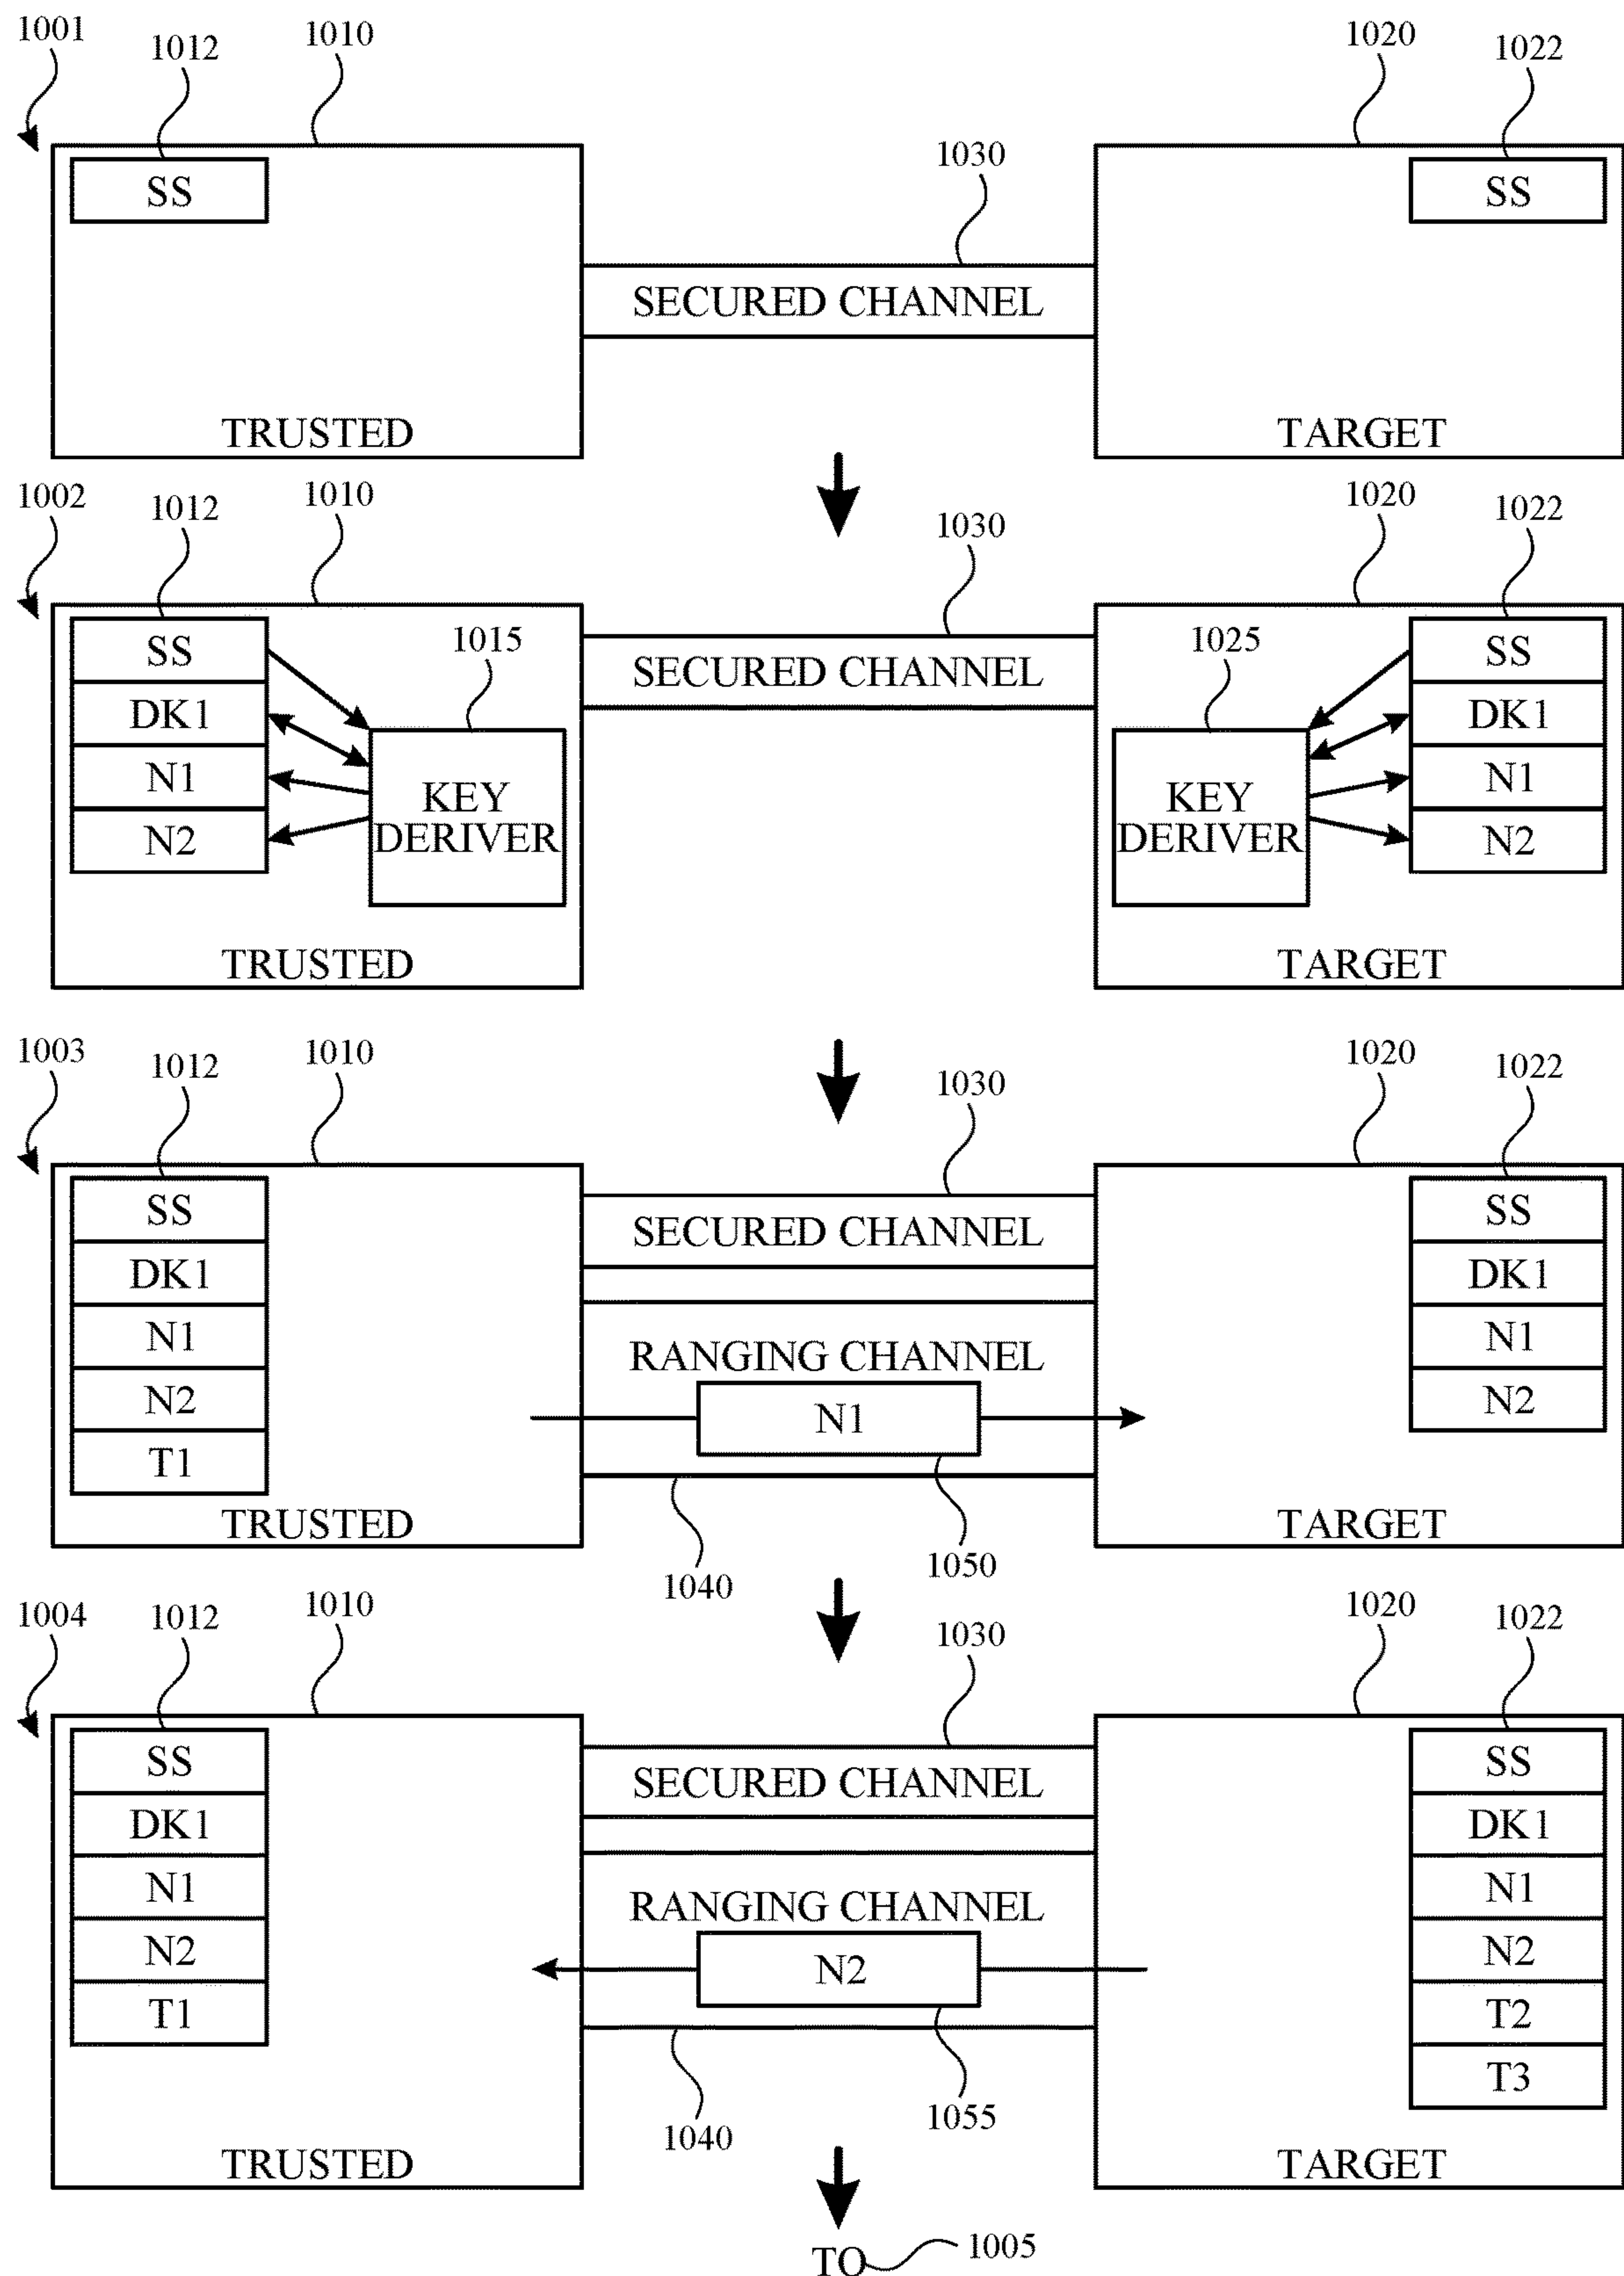 1001
1012
1010
1020
1022
SS
1030
SS
SECURED CHANNEL
TRUSTED
TARGET
1002
1012
1010
1030
1020
1022
SS
DK1
N1
N2
1015
KEY
DERIVER
SECURED CHANNEL
1025
KEY
DERIVER
SS
DK1
N1
N2
TRUSTED
TARGET
1003
1012
1010
1030
1020
1022
SS
DK1
N1
N2
T1
SECURED CHANNEL
RANGING CHANNEL
N1
SS
DK1
N1
N2
TRUSTED
TARGET
1040
1050
1004
1012
1010
1030
1020
1022
SS
DK1
N1
N2
T1
SECURED CHANNEL
RANGING CHANNEL
N2
SS
DK1
N1
N2
T2
T3
1040
1055
TRUSTED
TARGET
TO
1005